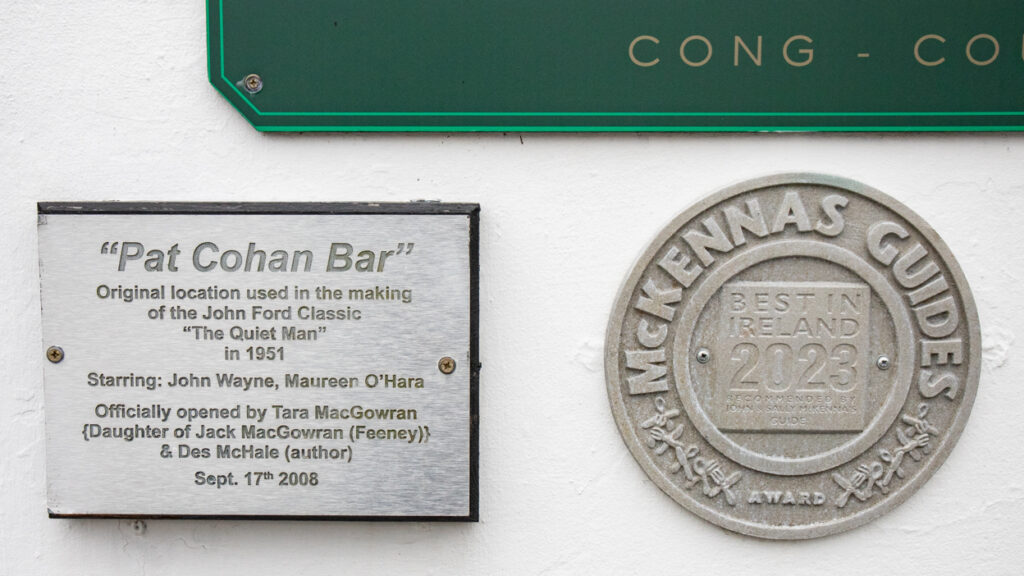 CONG - COU
"Pat Cohan Bar"
Original location used in the making
of the John Ford Classic
"The Quiet Man"
in 1951
Starring: John Wayne, Maureen O'Hara
Officially opened by Tara MacGowran
{Daughter of Jack MacGowran (Feeney)}
& Des McHale (author)
Sept. 17th 2008
McKENNAS GUIDES
BEST IN
IRELAND
2023
RECOMMENDED BY
JOHN & SALLY McKENNA'S
GUIDE
AWARD